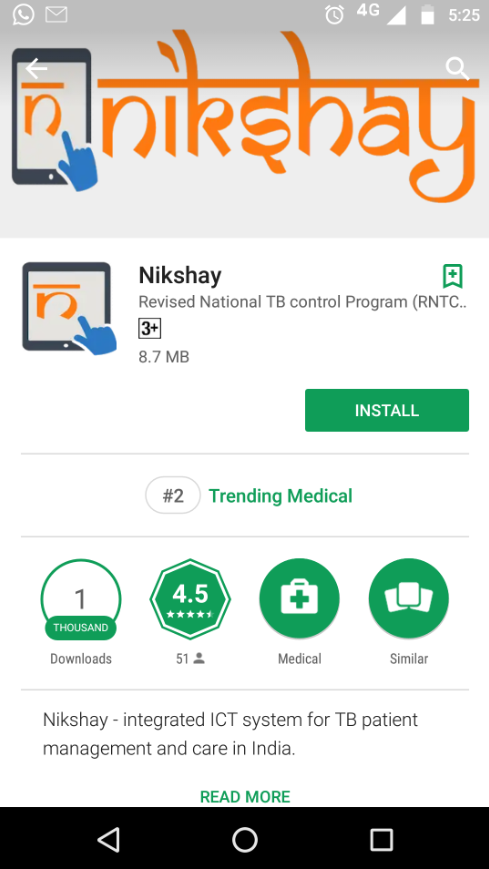 4G
5:25
nikshay
Nikshay
Revised National TB control Program (RNTC..
3+
8.7 MB
INSTALL
#2 Trending Medical
1
THOUSAND
4.5
Downloads
51
Medical
Similar
Nikshay - integrated ICT system for TB patient
management and care in India.
READ MORE